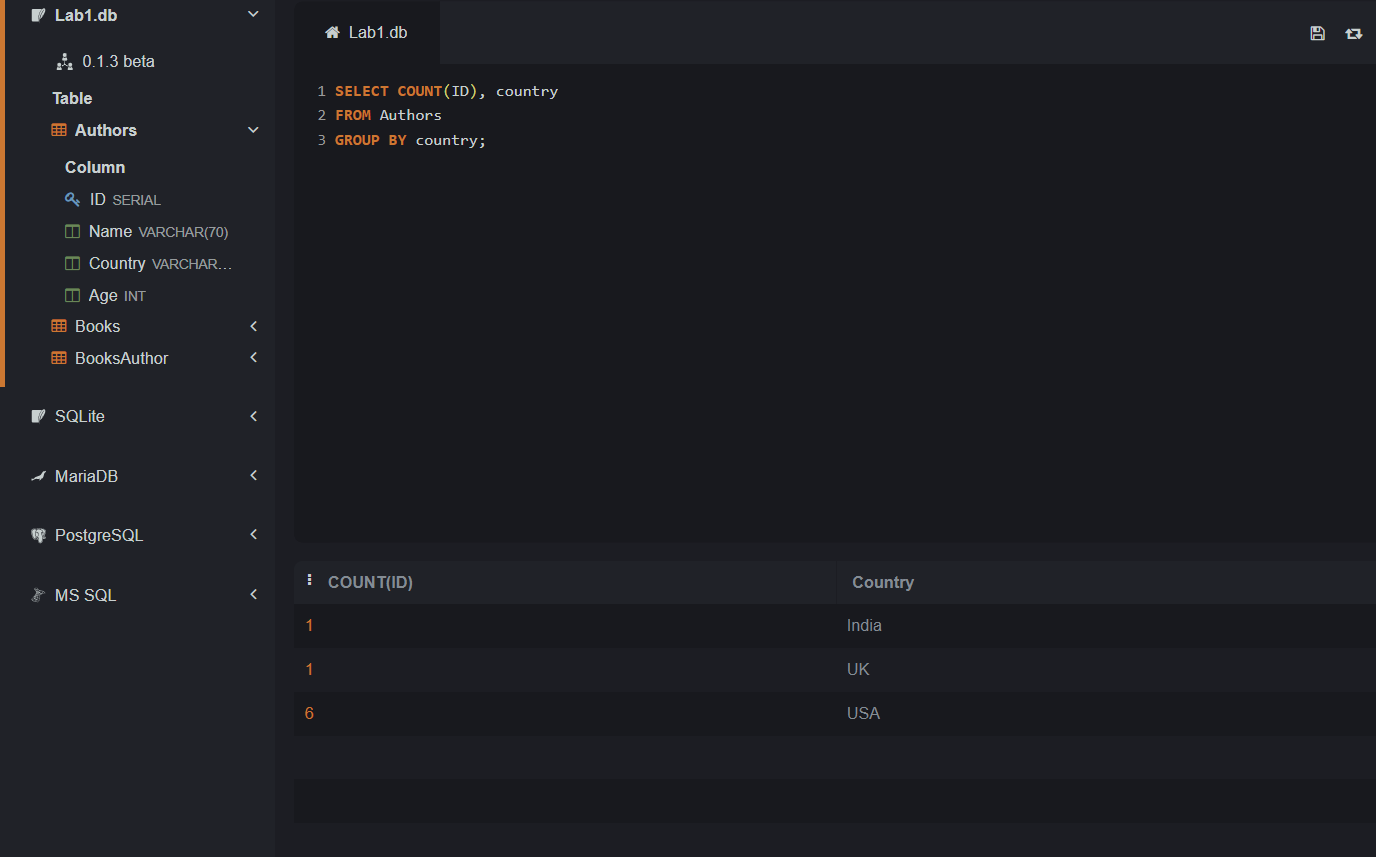 Lab1.db
0.1.3 beta
Table
Authors
Column
ID SERIAL
Name VARCHAR(70)
Country VARCHAR...
Age INT
Books
BooksAuthor
SQLite
MariaDB
PostgreSQL
MS SQL
Lab1.db
1 SELECT COUNT(ID), country
2 FROM Authors
3 GROUP BY country;
COUNT(ID) Country
1 India
1 UK
6 USA